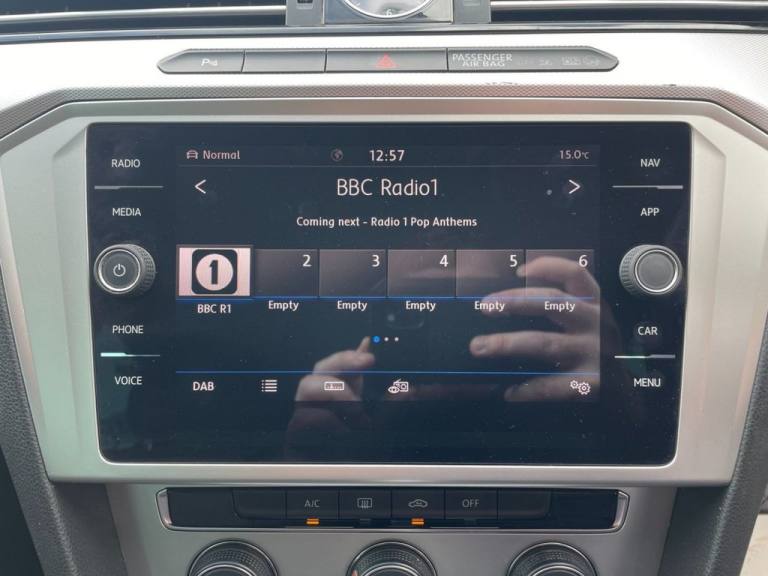 PASSENGER
AIR BAG
RADIO
Normal
12:57
15.0°C
NAV
BBC Radio1
MEDIA
APP
Coming next - Radio 1 Pop Anthems
1 2 3 4 5 6
BBC R1 Empty Empty Empty Empty Empty
PHONE
CAR
VOICE
DAB
MENU
A/C
OFF